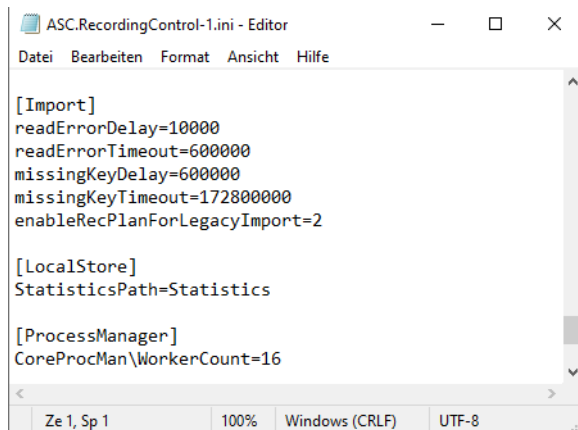 ASC.RecordingControl-1.ini - Editor
Datei Bearbeiten Format Ansicht Hilfe
[Import]
readErrorDelay=10000
readErrorTimeout=600000
missingKeyDelay=600000
missingKeyTimeout=172800000
enableRecPlanForLegacyImport=2
[LocalStore]
StatisticsPath=Statistics
[ProcessManager]
CoreProcMan\WorkerCount=16
Ze 1, Sp 1 100% Windows (CRLF) UTF-8